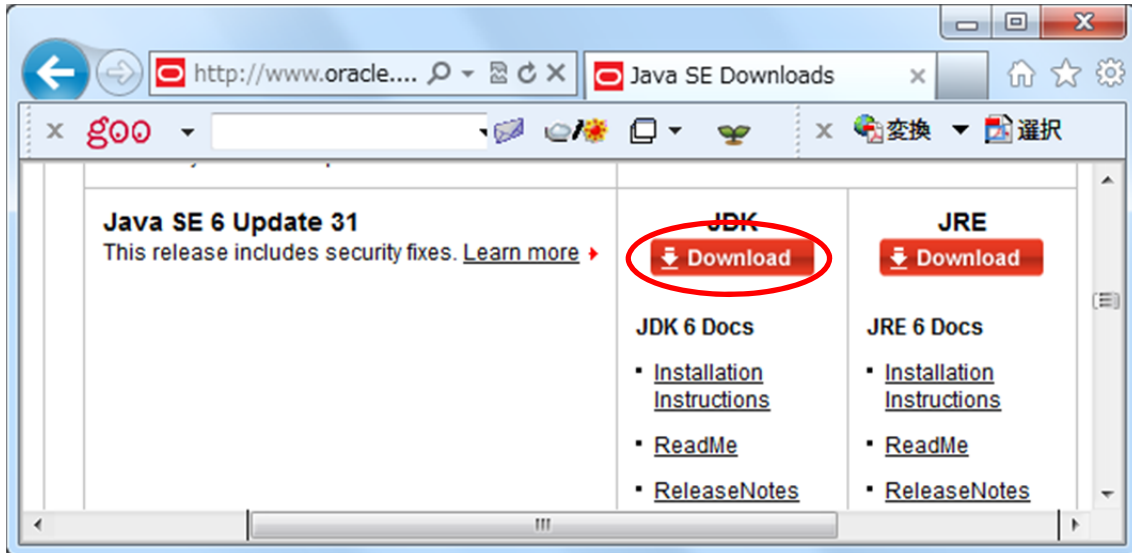 http://www.oracle....
Java SE Downloads
goo
変換
選択
Java SE 6 Update 31
This release includes security fixes. Learn more
JDK
Download
JDK 6 Docs
Installation
Instructions
ReadMe
ReleaseNotes
JRE
Download
JRE 6 Docs
Installation
Instructions
ReadMe
ReleaseNotes